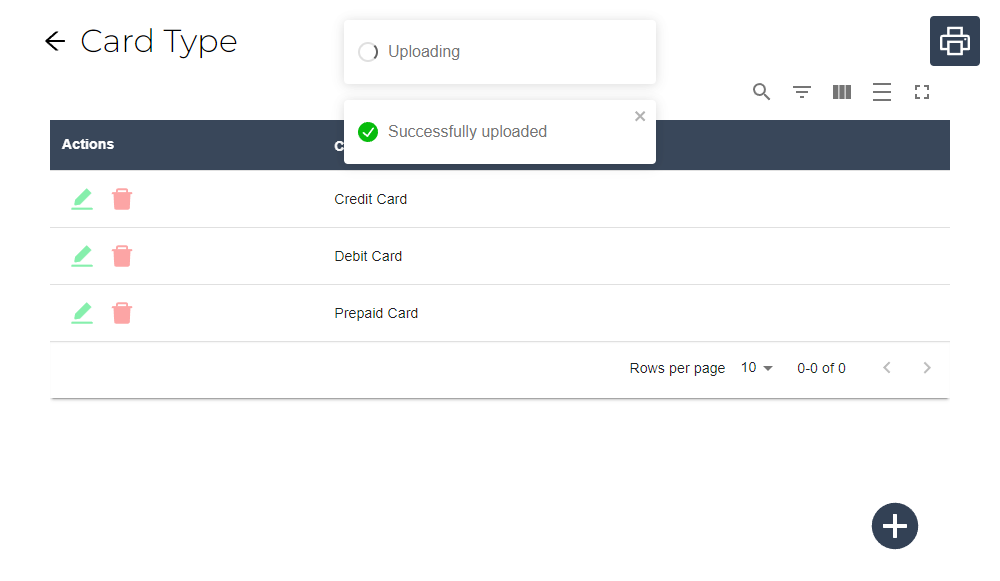 Card Type
Uploading
Successfully uploaded
Actions
Credit Card
Debit Card
Prepaid Card
Rows per page 10 0-0 of 0